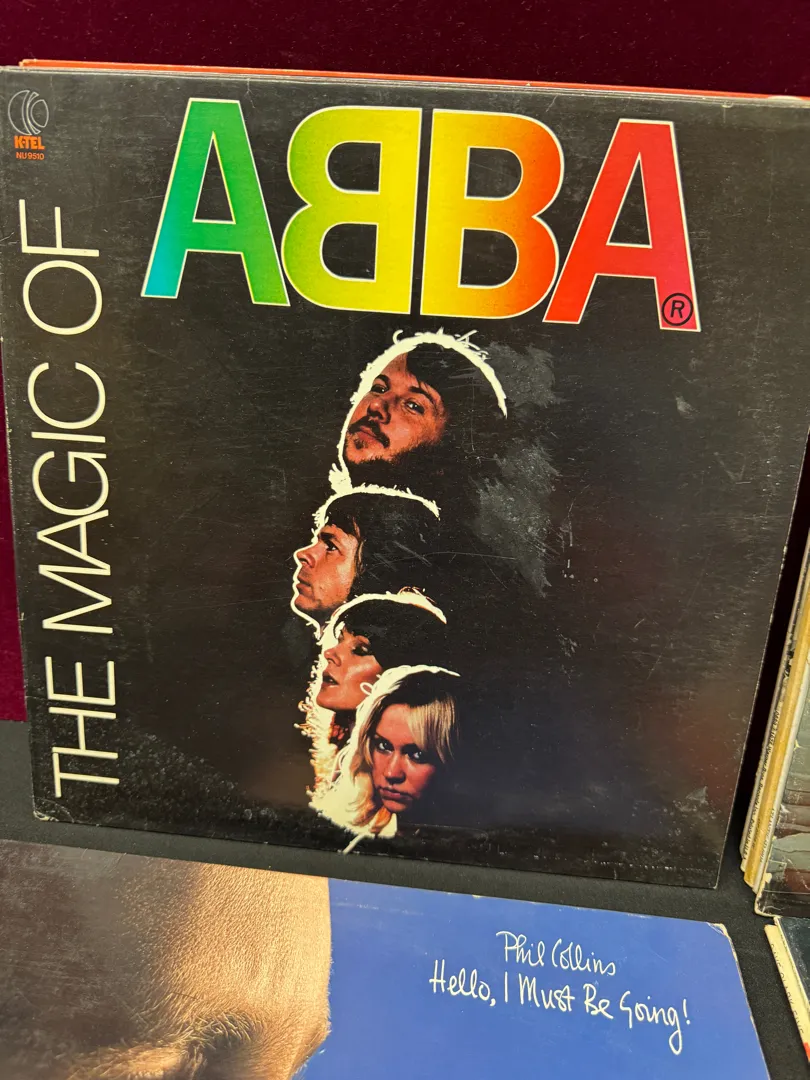 K-TEL
NU 9510
ABBA
®
THE MAGIC OF
Phil Collins
Hello, I Must Be Going!